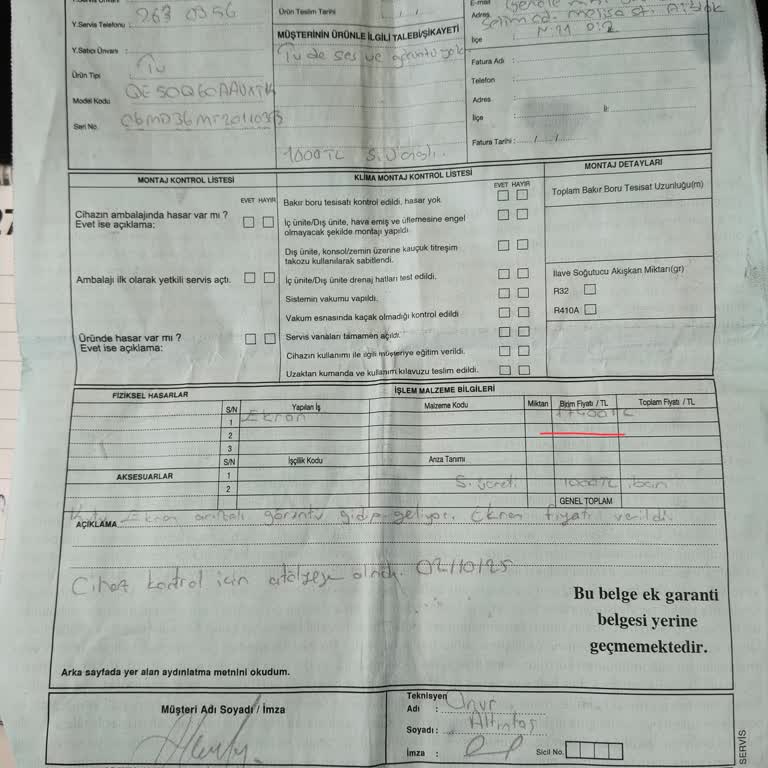 Y.Servis Telefonu : 263 0356
Ürün Teslim Tarihi
E-mail
Adres
Y.Satıcı Ünvanı :
MÜŞTERİNİN ÜRÜNLE İLGİLİ TALEBİ/ŞİKAYETİ
İlçe : N:21 D:2
Ürün Tipi : Tv
Tv de ses ve görüntü yok
Fatura Adı :
Telefon :
Model Kodu : QE50Q60AAUXTK
Adres :
Seri No.
İlçe : İl:
Fatura Tarihi : / /
1000TL S.Ücreti.
MONTAJ KONTROL LİSTESİ
KLİMA MONTAJ KONTROL LİSTESİ
MONTAJ DETAYLARI
EVET HAYIR
EVET HAYIR
Cihazın ambalajında hasar var mı ?
Evet ise açıklama:
Bakır boru tesisatı kontrol edildi, hasar yok
Toplam Bakır Boru Tesisat Uzunluğu(m)
İç ünite/Dış ünite, hava emiş ve üflemesine engel
olmayacak şekilde montajı yapıldı.
Dış ünite, konsol/zemin üzerine kauçuk titreşim
takozu kullanılarak sabitlendi.
Ambalajı ilk olarak yetkili servis açtı.
İç ünite/Dış ünite drenaj hatları test edildi.
İlave Soğutucu Akışkan Miktarı(gr)
Sistemin vakumu yapıldı.
R32
Vakum esnasında kaçak olmadığı kontrol edildi
R410A
Üründe hasar var mı ?
Evet ise açıklama:
Servis vanaları tamamen açıldı.
Cihazın kullanımı ile ilgili müşteriye eğitim verildi.
Uzaktan kumanda ve kullanım kılavuzu teslim edildi.
FİZİKSEL HASARLAR
İŞLEM MALZEME BİLGİLERİ
S/N Yapılan İş Malzeme Kodu Miktarı Birim Fiyatı / TL Toplam Fiyatı / TL
1 Ekran 17400TL
2
3
S/N İşçilik Kodu Arıza Tanımı
AKSESUARLAR
1 S.ücreti 1000TL iban
2
GENEL TOPLAM
AÇIKLAMA Ekran arızalı görüntü gidip geliyor. Ekran fiyatı verildi.
Cihaz kontrol için atölyeye alındı. 02/10/25
Bu belge ek garanti
belgesi yerine
geçmemektedir.
Arka sayfada yer alan aydınlatma metnini okudum.
Müşteri Adı Soyadı / İmza
Teknisyen
Adı : Onur
Soyadı : Altıntaş
İmza :
Sicil No.
SERVİS